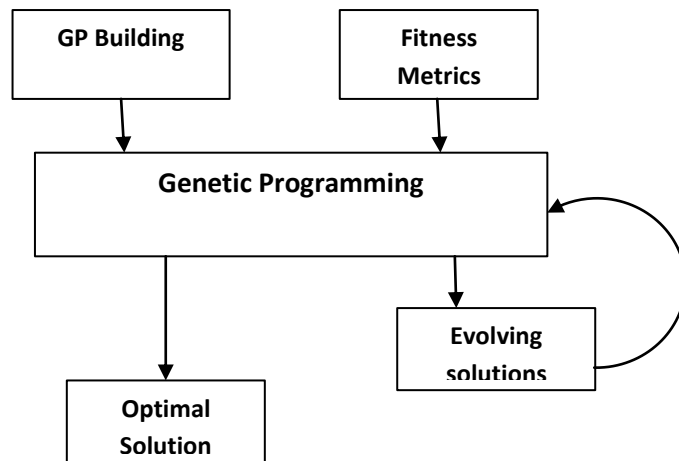 GP Building
Fitness
Metrics
Genetic Programming
Evolving
solutions
Optimal
Solution